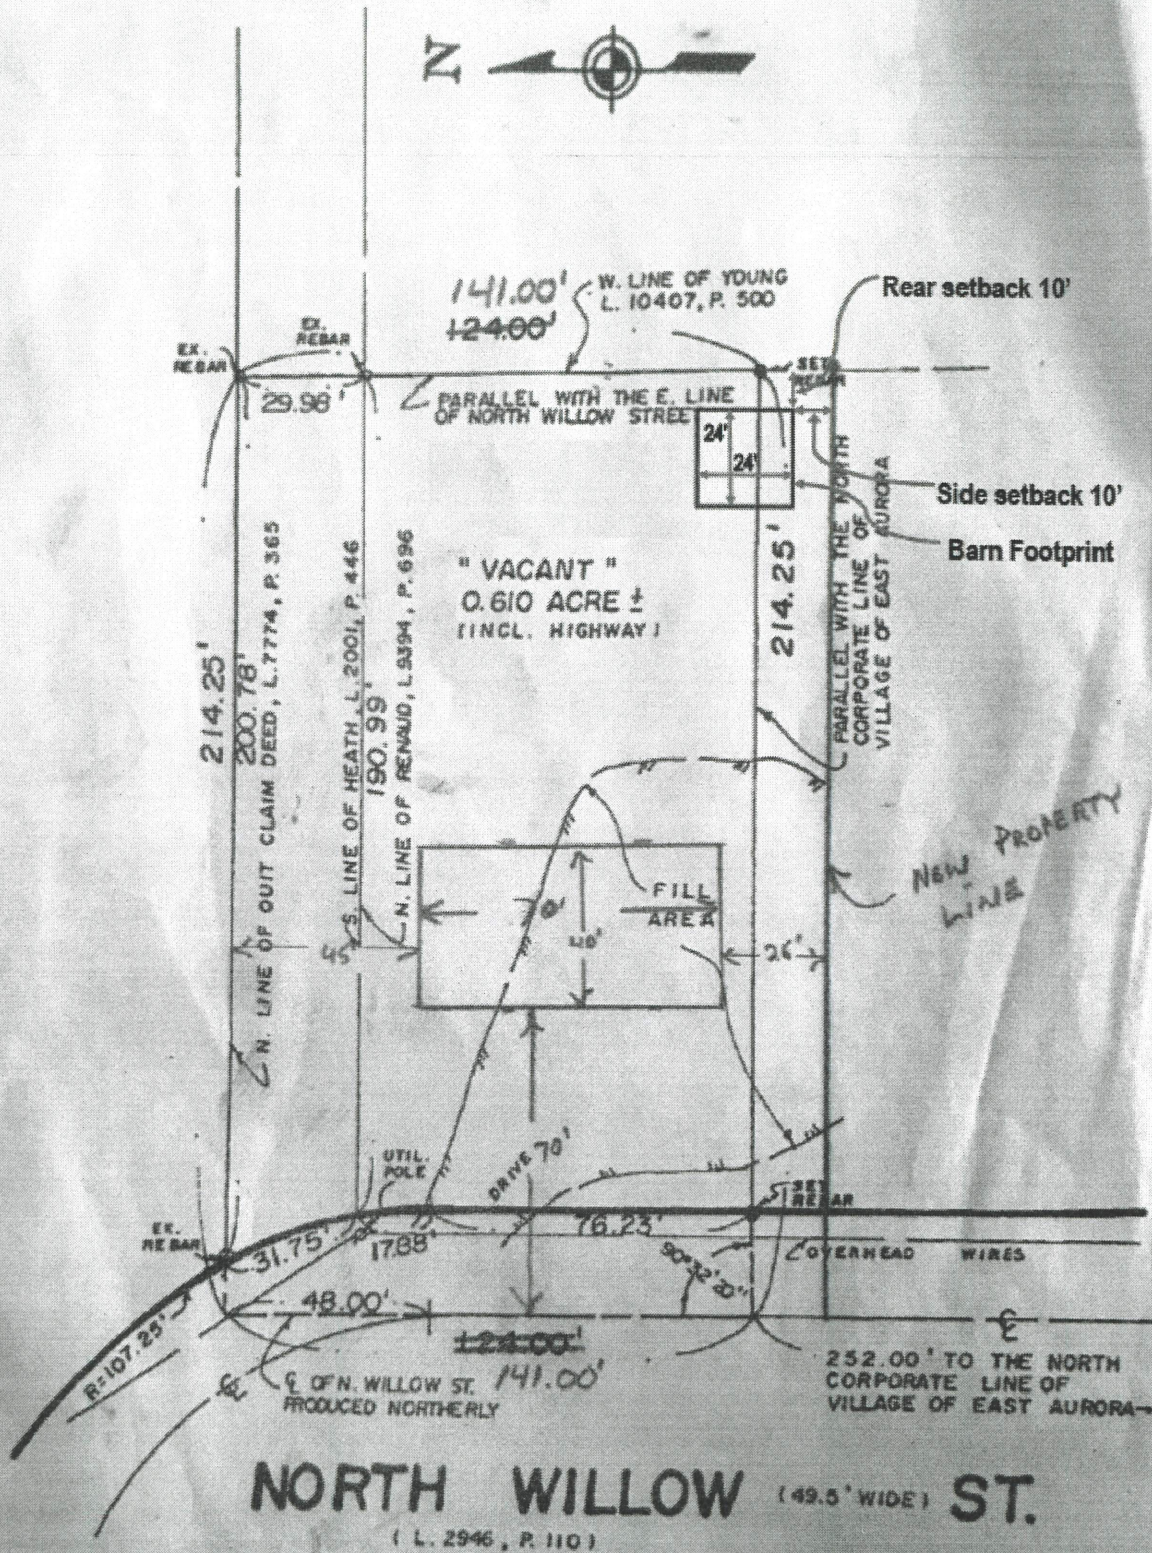 N
141.00'
124.00'
W. LINE OF YOUNG
L. 10407, P. 500
Rear setback 10'
EX.
REBAR
EX.
REBAR
SET
REBAR
29.98'
PARALLEL WITH THE E. LINE
OF NORTH WILLOW STREET
24'
24'
Side setback 10'
Barn Footprint
" VACANT "
0.610 ACRE ±
(INCL. HIGHWAY)
214.25'
200.78'
N. LINE OF QUIT CLAIM DEED, L.7774, P. 365
S. LINE OF HEATH, L.2001, P. 446
190.99'
N. LINE OF RENAUD, L9394, P. 696
214.25'
PARALLEL WITH THE NORTH
CORPORATE LINE OF
VILLAGE OF EAST AURORA
NEW PROPERTY
LINE
FILL
AREA
70'
45'
26'
DRIVE 70'
UTIL.
POLE
SET
REBAR
EX.
REBAR
31.75'
17.88'
76.23'
90°32'20"
OVERHEAD WIRES
48.00'
124.00'
141.00'
R=107.25'
℄
℄
℄ OF N. WILLOW ST.
PRODUCED NORTHERLY
252.00' TO THE NORTH
CORPORATE LINE OF
VILLAGE OF EAST AURORA
NORTH WILLOW (49.5' WIDE) ST.
( L. 2946, P. 110 )